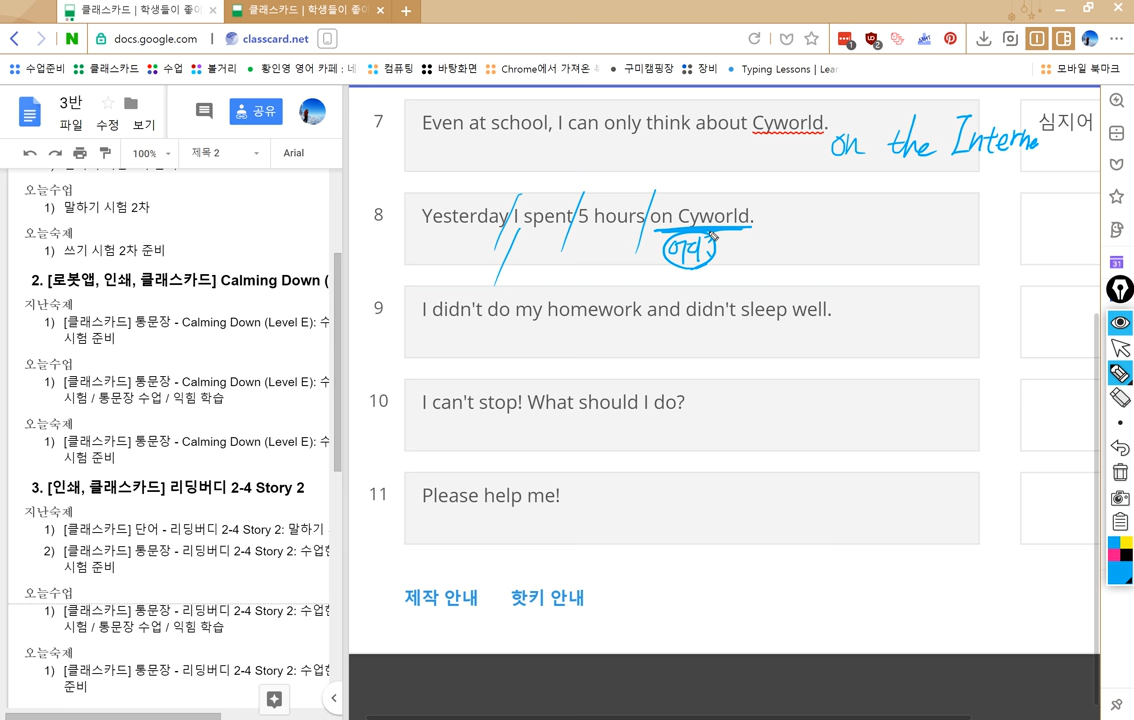 클래스카드 | 학생들이 좋아
클래스카드 | 학생들이 좋아
N docs.google.com | classcard.net
수업준비 클래스카드 수업 볼거리 황인영 영어 카페 : 네 컴퓨팅 바탕화면 Chrome에서 가져온 구미캠핑장 장비 Typing Lessons | Lear 모바일 북마크
3반
파일 수정 보기
공유
100% 제목 2 Arial
오늘수업
1) 말하기 시험 2차
오늘숙제
1) 쓰기 시험 2차 준비
2. [로봇앱, 인쇄, 클래스카드] Calming Down (
지난숙제
1) [클래스카드] 통문장 - Calming Down (Level E): 수
시험 준비
오늘수업
1) [클래스카드] 통문장 - Calming Down (Level E): 수
시험 / 통문장 수업 / 익힘 학습
오늘숙제
1) [클래스카드] 통문장 - Calming Down (Level E): 수
시험 준비
3. [인쇄, 클래스카드] 리딩버디 2-4 Story 2
지난숙제
1) [클래스카드] 단어 - 리딩버디 2-4 Story 2: 말하기
2) [클래스카드] 통문장 - 리딩버디 2-4 Story 2: 수업한
시험 준비
오늘수업
1) [클래스카드] 통문장 - 리딩버디 2-4 Story 2: 수업한
시험 / 통문장 수업 / 익힘 학습
오늘숙제
1) [클래스카드] 통문장 - 리딩버디 2-4 Story 2: 수업한
준비
7 Even at school, I can only think about Cyworld. 심지어
on the Interne
8 Yesterday I spent 5 hours on Cyworld.
9 I didn't do my homework and didn't sleep well.
10 I can't stop! What should I do?
11 Please help me!
제작 안내 핫키 안내